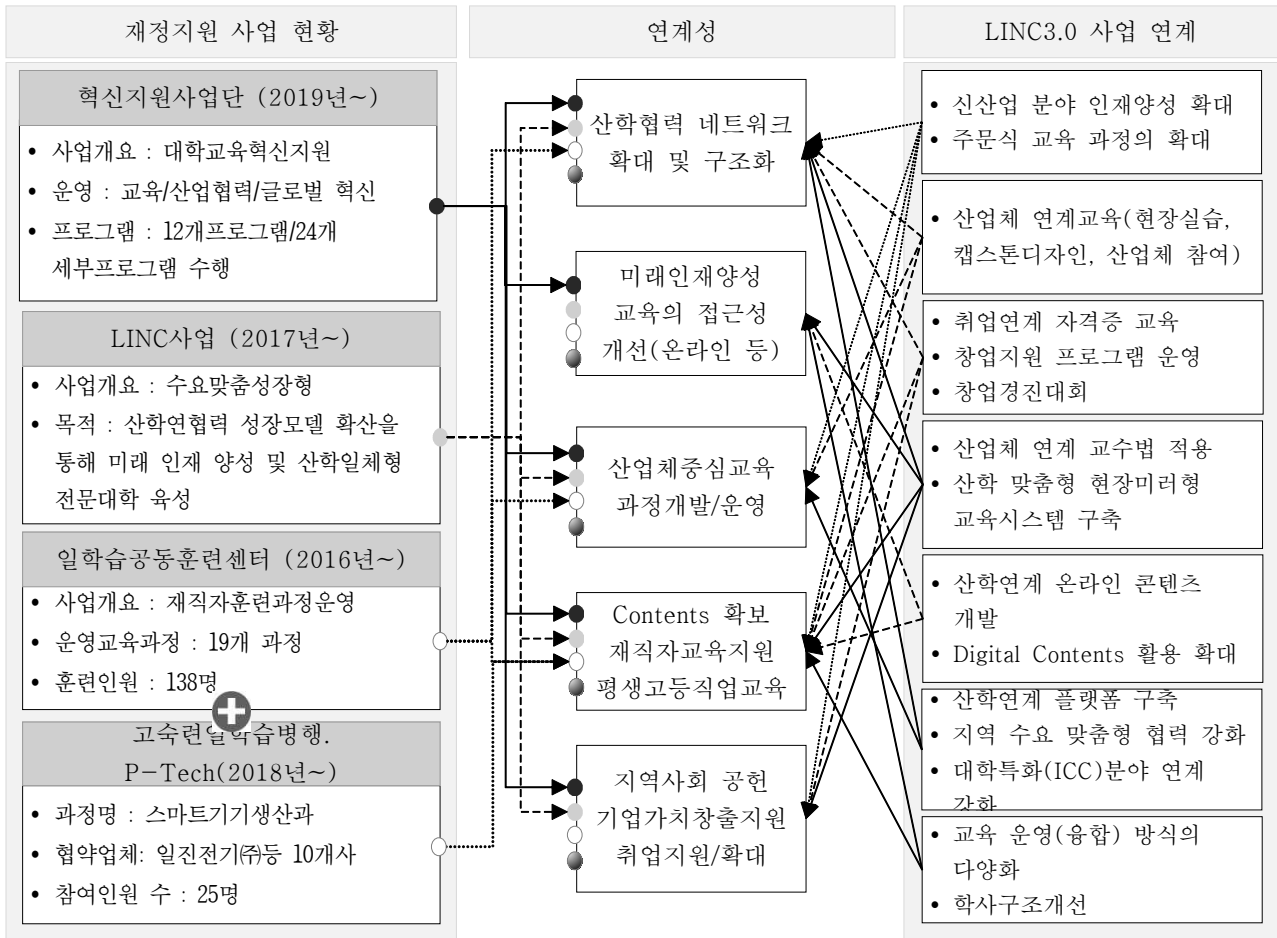 재정지원 사업 현황
혁신지원사업단 (2019년~)
• 사업개요 : 대학교육혁신지원
• 운영 : 교육/산업협력/글로벌 혁신
• 프로그램 : 12개프로그램/24개
세부프로그램 수행
LINC사업 (2017년~)
• 사업개요 : 수요맞춤성장형
• 목적 : 산학연협력 성장모델 확산을
통해 미래 인재 양성 및 산학일체형
전문대학 육성
일학습공동훈련센터 (2016년~)
• 사업개요 : 재직자훈련과정운영
• 운영교육과정 : 19개 과정
• 훈련인원 : 138명
고숙련일학습병행.
P-Tech(2018년~)
• 과정명 : 스마트기기생산과
• 협약업체: 일진전기㈜등 10개사
• 참여인원 수 : 25명
연계성
산학협력 네트워크
확대 및 구조화
미래인재양성
교육의 접근성
개선(온라인 등)
산업체중심교육
과정개발/운영
Contents 확보
재직자교육지원
평생고등직업교육
지역사회 공헌
기업가치창출지원
취업지원/확대
LINC3.0 사업 연계
• 신산업 분야 인재양성 확대
• 주문식 교육 과정의 확대
• 산업체 연계교육(현장실습,
캡스톤디자인, 산업체 참여)
• 취업연계 자격증 교육
• 창업지원 프로그램 운영
• 창업경진대회
• 산업체 연계 교수법 적용
• 산학 맞춤형 현장미러형
교육시스템 구축
• 산학연계 온라인 콘텐츠
개발
• Digital Contents 활용 확대
• 산학연계 플랫폼 구축
• 지역 수요 맞춤형 협력 강화
• 대학특화(ICC)분야 연계
강화
• 교육 운영(융합) 방식의
다양화
• 학사구조개선